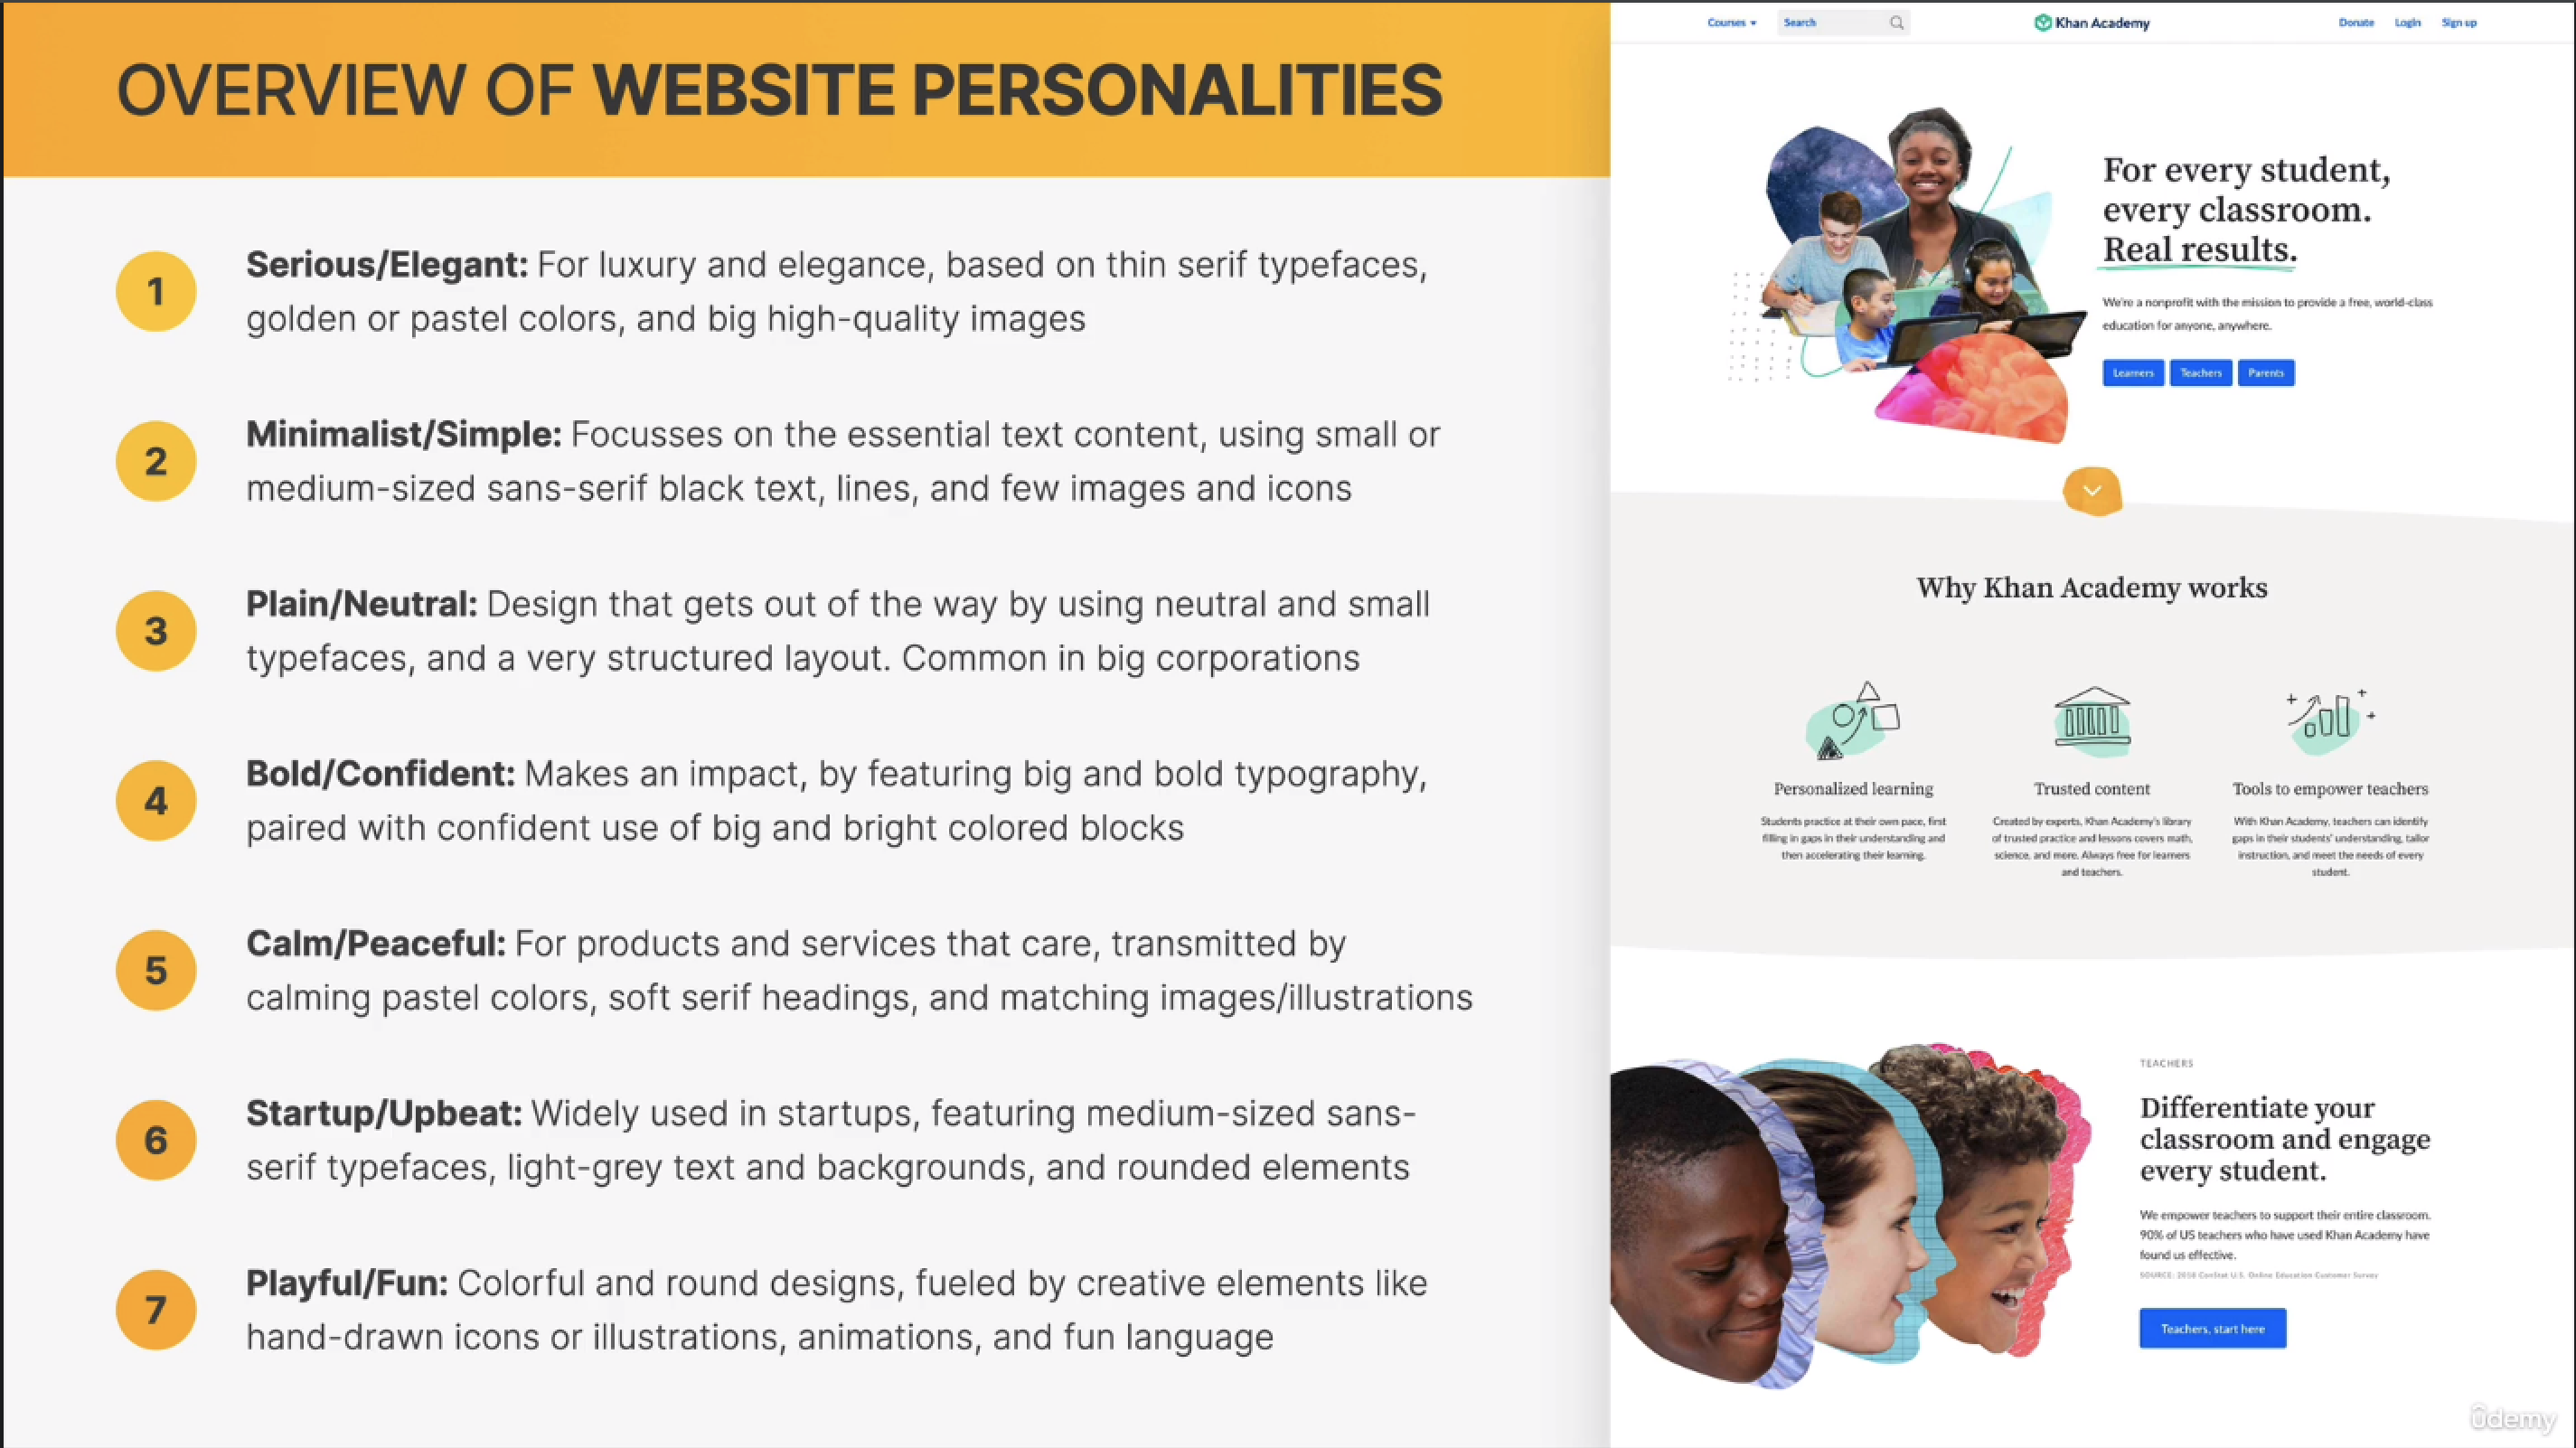 OVERVIEW OF WEBSITE PERSONALITIES
1
Serious/Elegant: For luxury and elegance, based on thin serif typefaces,
golden or pastel colors, and big high-quality images
2
Minimalist/Simple: Focusses on the essential text content, using small or
medium-sized sans-serif black text, lines, and few images and icons
3
Plain/Neutral: Design that gets out of the way by using neutral and small
typefaces, and a very structured layout. Common in big corporations
4
Bold/Confident: Makes an impact, by featuring big and bold typography,
paired with confident use of big and bright colored blocks
5
Calm/Peaceful: For products and services that care, transmitted by
calming pastel colors, soft serif headings, and matching images/illustrations
6
Startup/Upbeat: Widely used in startups, featuring medium-sized sans-
serif typefaces, light-grey text and backgrounds, and rounded elements
7
Playful/Fun: Colorful and round designs, fueled by creative elements like
hand-drawn icons or illustrations, animations, and fun language
Courses Search Khan Academy Donate Login Sign up
For every student,
every classroom.
Real results.
We're a nonprofit with the mission to provide a free, world-class
education for anyone, anywhere.
Learners Teachers Parents
Why Khan Academy works
Personalized learning
Students practice at their own pace, first
filling in gaps in their understanding and
then accelerating their learning.
Trusted content
Created by experts, Khan Academy's library
of trusted practice and lessons covers math,
science, and more. Always free for learners
and teachers.
Tools to empower teachers
With Khan Academy, teachers can identify
gaps in their students' understanding, tailor
instruction, and meet the needs of every
student.
TEACHERS
Differentiate your
classroom and engage
every student.
We empower teachers to support their entire classroom.
90% of US teachers who have used Khan Academy have
found us effective.
SOURCE: 2018 ConStat U.S. Online Education Customer Survey
Teachers, start here
ûdemy